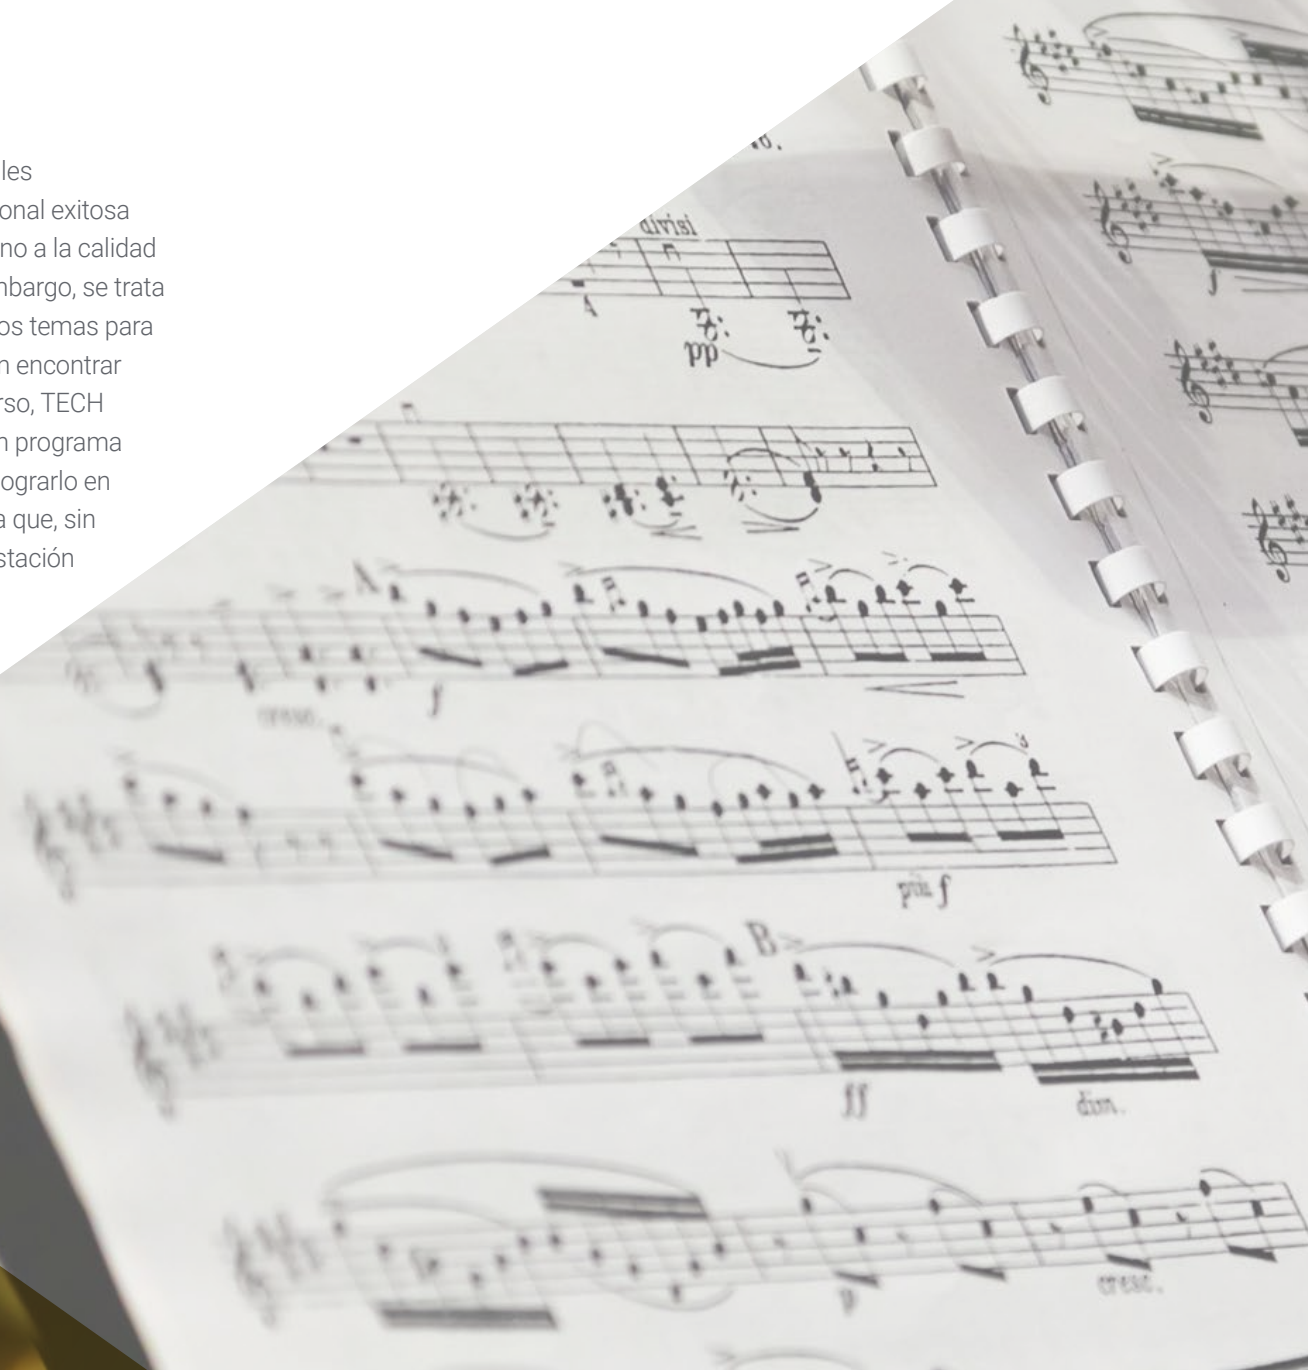 les
onal exitosa
no a la calidad
mbargo, se trata
os temas para
n encontrar
rso, TECH
n programa
ograrlo en
a que, sin
stación
divisi
pp
A
f
cresc.
più f
B
ff
dim.
p
cresc.
f